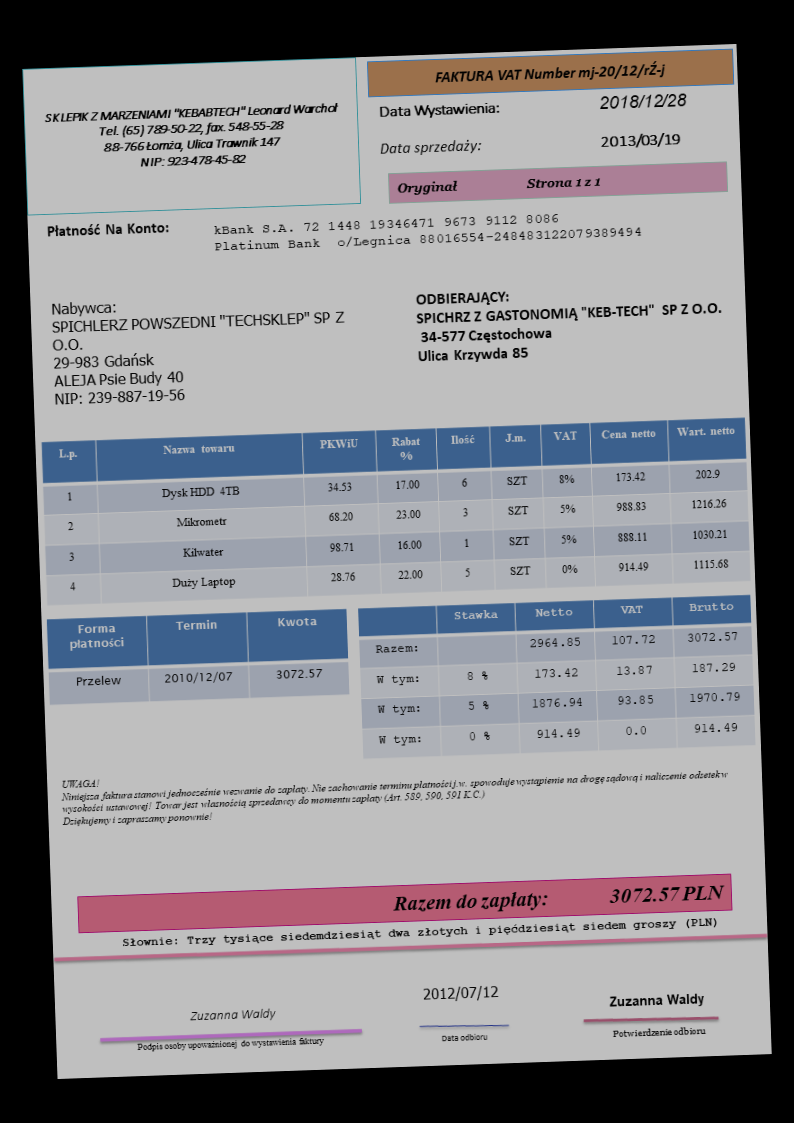 SKLEPIK Z MARZENIAMI "KEBABTECH" Leonard Warchoł
Tel. (65) 789-50-22, fax. 548-55-28
88-766 Łomża, Ulica Trawnik 147
NIP: 923-478-45-82
FAKTURA VAT Number mj-20/12/rŹ-j
Data Wystawienia: 2018/12/28
Data sprzedaży: 2013/03/19
Oryginał Strona 1 z 1
Płatność Na Konto: kBank S.A. 72 1448 19346471 9673 9112 8086
Platinum Bank o/Legnica 88016554-248483122079389494
Nabywca:
SPICHLERZ POWSZEDNI "TECHSKLEP" SP Z
O.O.
29-983 Gdańsk
ALEJA Psie Budy 40
NIP: 239-887-19-56
ODBIERAJĄCY:
SPICHRZ Z GASTONOMIĄ "KEB-TECH" SP Z O.O.
34-577 Częstochowa
Ulica Krzywda 85
L.p. Nazwa towaru PKWiU Rabat % Ilość J.m. VAT Cena netto Wart. netto
1 Dysk HDD 4TB 34.53 17.00 6 SZT 8% 173.42 202.9
2 Mikrometr 68.20 23.00 3 SZT 5% 988.83 1216.26
3 Kilwater 98.71 16.00 1 SZT 5% 888.11 1030.21
4 Duży Laptop 28.76 22.00 5 SZT 0% 914.49 1115.68
Forma płatności Termin Kwota
Przelew 2010/12/07 3072.57
Stawka Netto VAT Brutto
Razem: 2964.85 107.72 3072.57
W tym: 8 % 173.42 13.87 187.29
W tym: 5 % 1876.94 93.85 1970.79
W tym: 0 % 914.49 0.0 914.49
UWAGA!
Niniejsza faktura stanowi jednocześnie wezwanie do zapłaty. Nie zachowanie terminu płatności j.w. spowoduje wystąpienie na drogę sądową i naliczenie odsetek w
wysokości ustawowej! Towar jest własnością sprzedawcy do momentu zapłaty (Art. 589, 590, 591 K.C.)
Dziękujemy i zapraszamy ponownie!
Razem do zapłaty: 3072.57 PLN
Słownie: Trzy tysiące siedemdziesiąt dwa złotych i pięćdziesiąt siedem groszy (PLN)
Zuzanna Waldy
Podpis osoby upoważnionej do wystawienia faktury
2012/07/12
Data odbioru
Zuzanna Waldy
Potwierdzenie odbioru